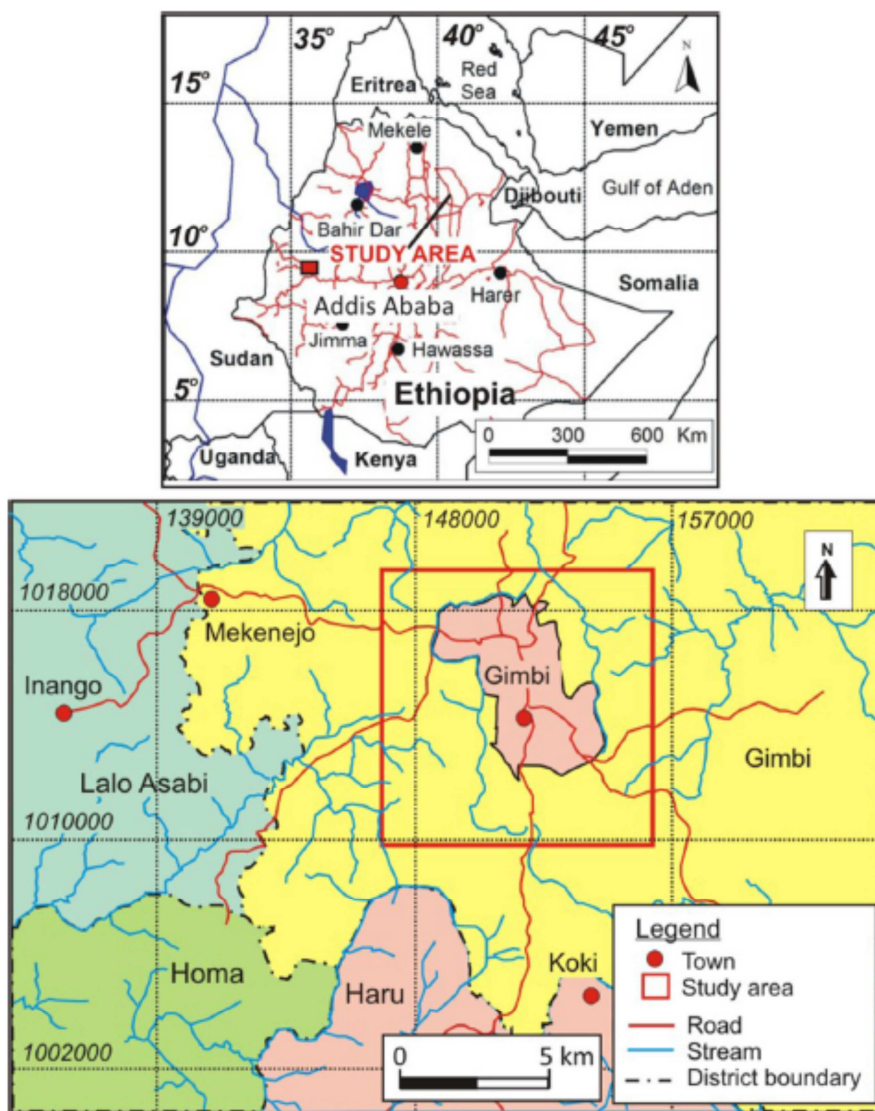 35°
40°
45°
N
15°
Eritrea
Red
Sea
Mekele
Yemen
Djibouti
Gulf of Aden
Bahir Dar
10°
STUDY AREA
Somalia
Harer
Addis Ababa
Jimma
Hawassa
Sudan
5°
Ethiopia
0 300 600 Km
Uganda
Kenya
139000
148000
157000
N
1018000
Mekenejo
Inango
Gimbi
Gimbi
Lalo Asabi
1010000
Legend
Town
Study area
Road
Stream
District boundary
Homa
Haru
Koki
0 5 km
1002000